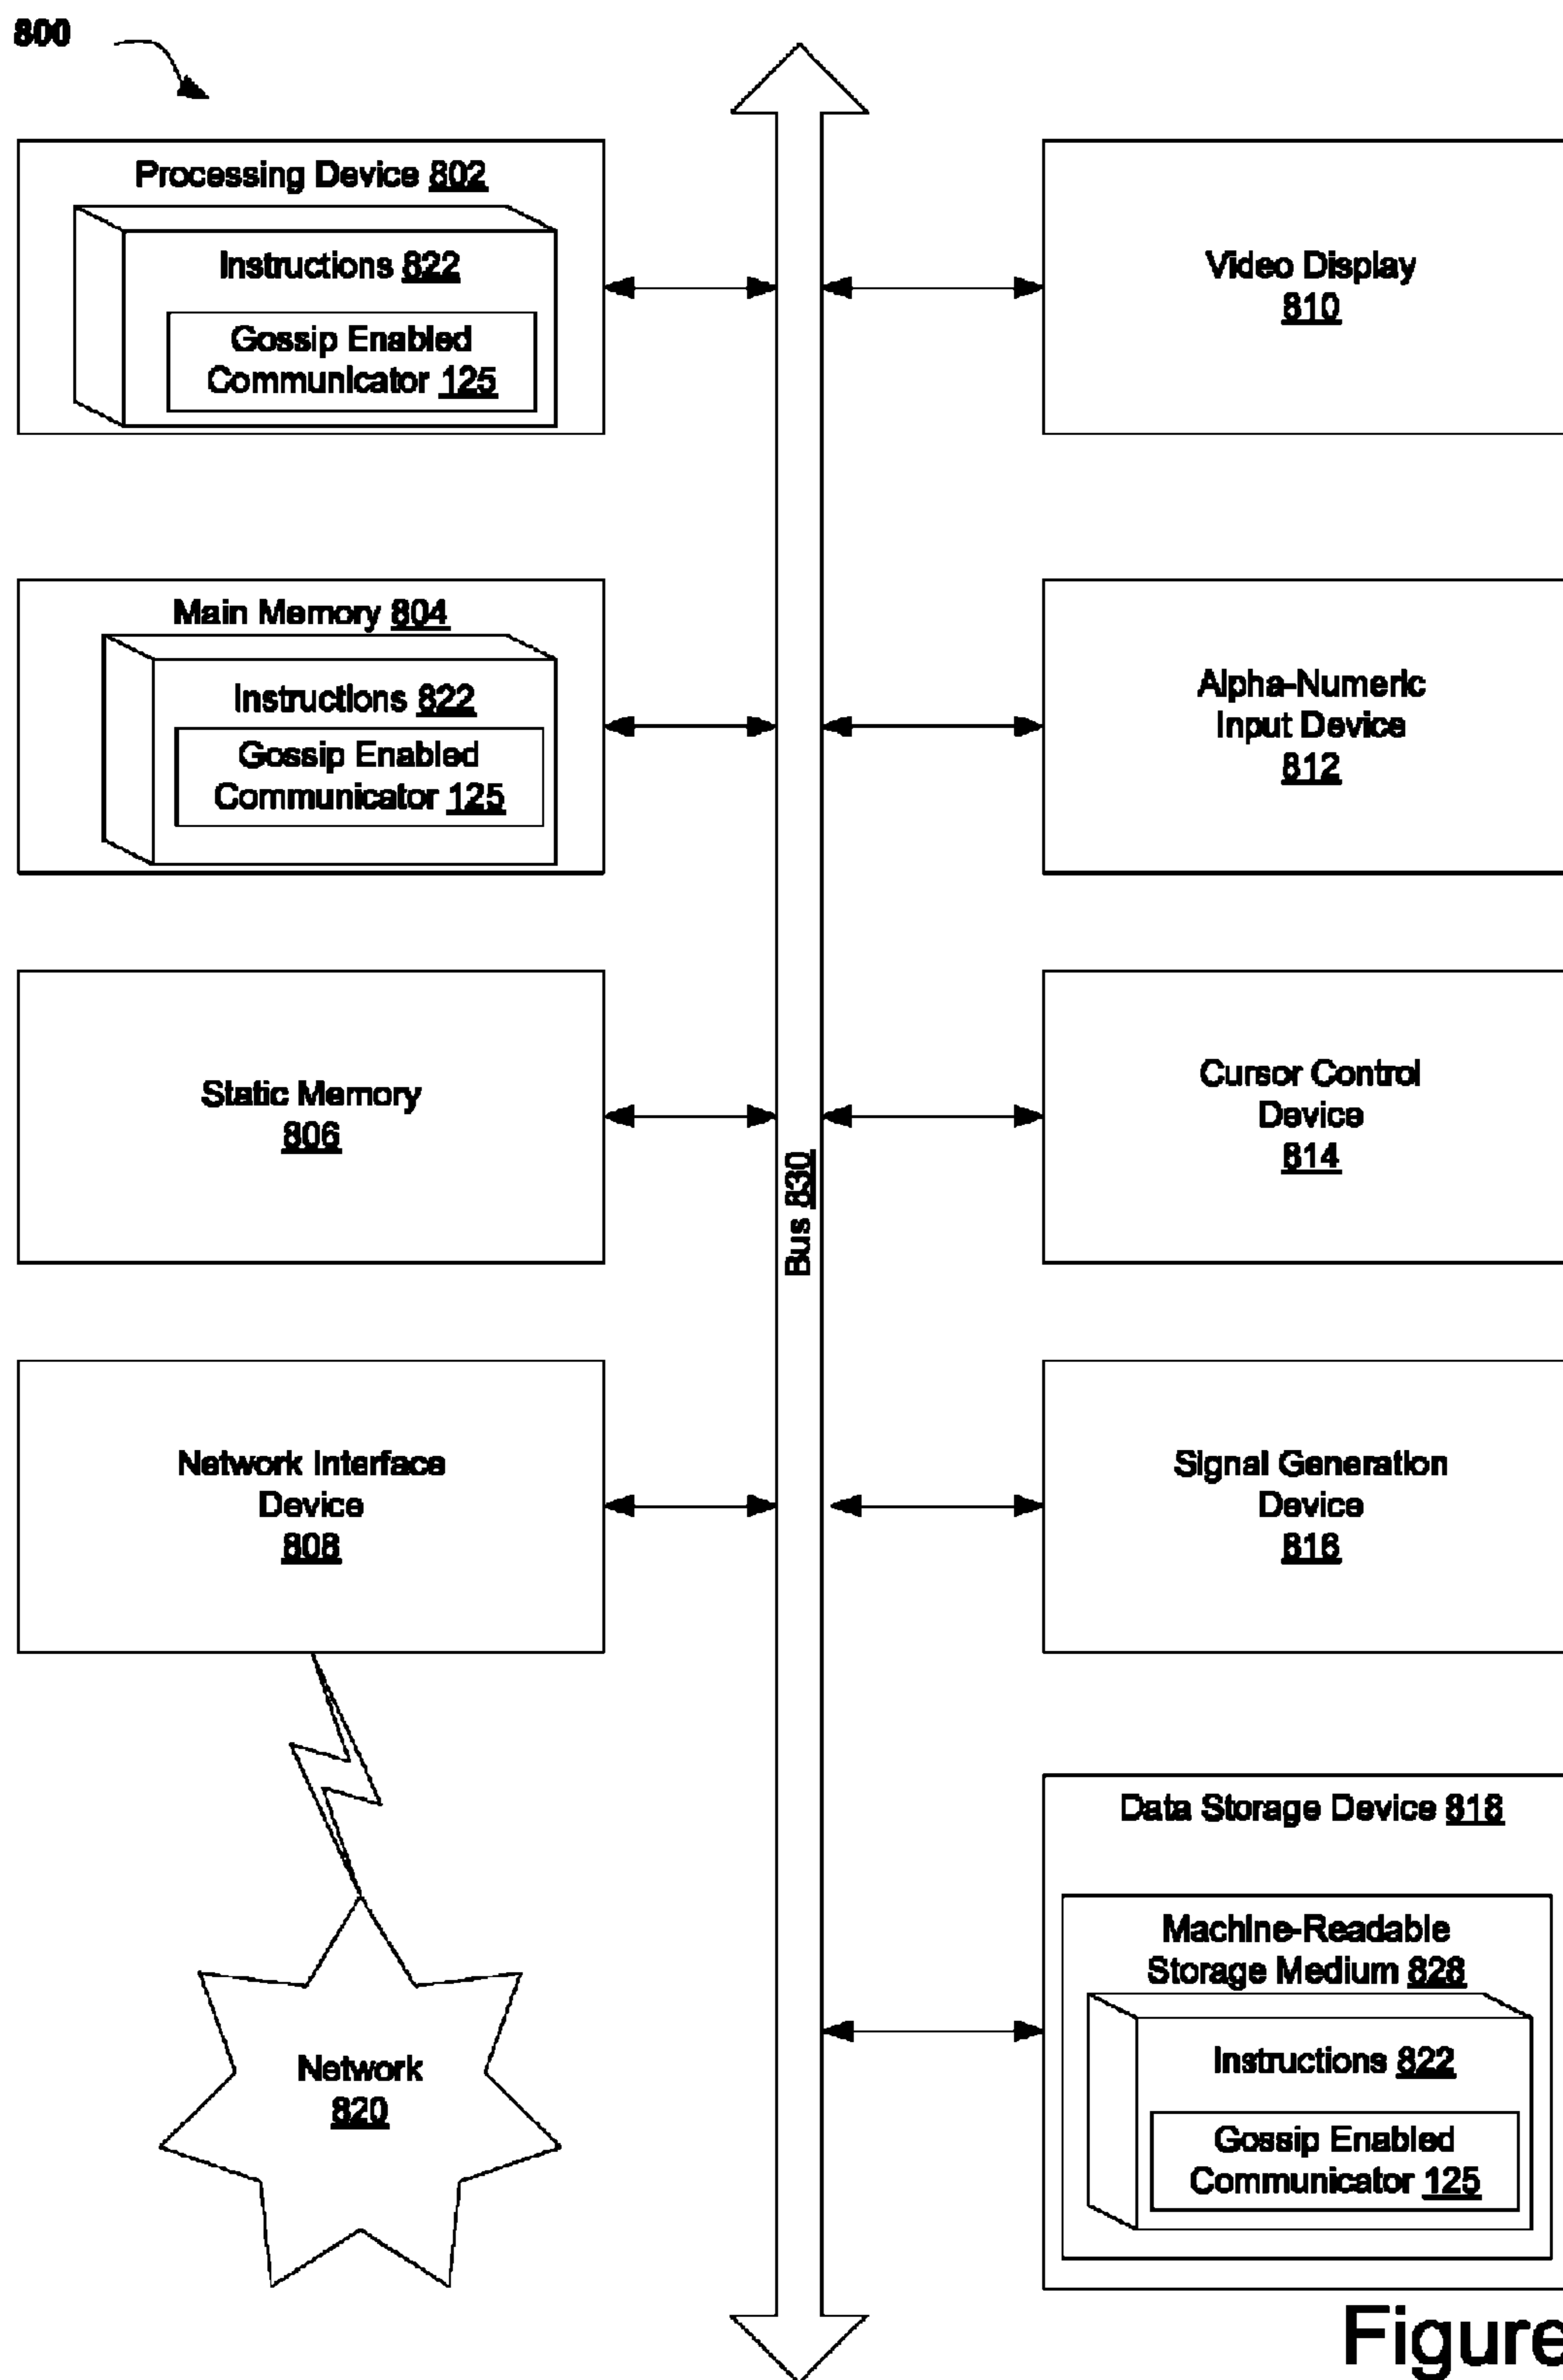 800
Processing Device 802
Instructions 822
Gossip Enabled
Communicator 125
Video Display
810
Main Memory 804
Instructions 822
Gossip Enabled
Communicator 125
Alpha-Numeric
Input Device
812
Static Memory
806
Cursor Control
Device
814
Bus 830
Network Interface
Device
808
Signal Generation
Device
816
Data Storage Device 818
Machine-Readable
Storage Medium 828
Instructions 822
Gossip Enabled
Communicator 125
Network
820
Figure